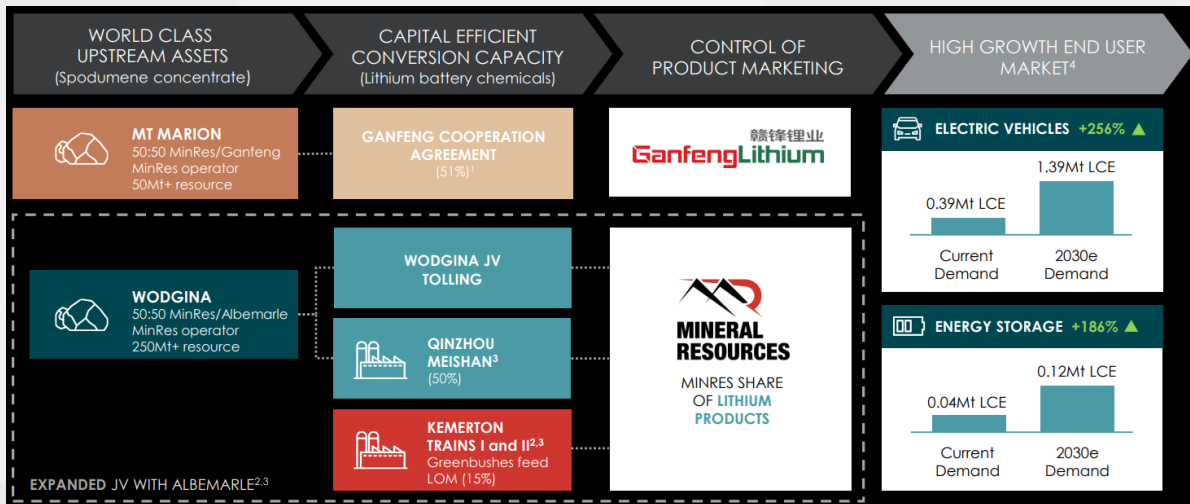 WORLD CLASS
UPSTREAM ASSETS
(Spodumene concentrate)
CAPITAL EFFICIENT
CONVERSION CAPACITY
(Lithium battery chemicals)
CONTROL OF
PRODUCT MARKETING
HIGH GROWTH END USER
MARKET⁴
MT MARION
50:50 MinRes/Ganfeng
MinRes operator
50Mt+ resource
GANFENG COOPERATION
AGREEMENT
(51%)¹
赣锋锂业
GanfengLithium
WODGINA
50:50 MinRes/Albemarle
MinRes operator
250Mt+ resource
WODGINA JV
TOLLING
QINZHOU
MEISHAN³
(50%)
KEMERTON
TRAINS I and II²,³
Greenbushes feed
LOM (15%)
MINERAL
RESOURCES
MINRES SHARE
OF LITHIUM
PRODUCTS
EXPANDED JV WITH ALBEMARLE²,³
ELECTRIC VEHICLES +256% ▲
0.39Mt LCE
1.39Mt LCE
Current
Demand
2030e
Demand
ENERGY STORAGE +186% ▲
0.04Mt LCE
0.12Mt LCE
Current
Demand
2030e
Demand